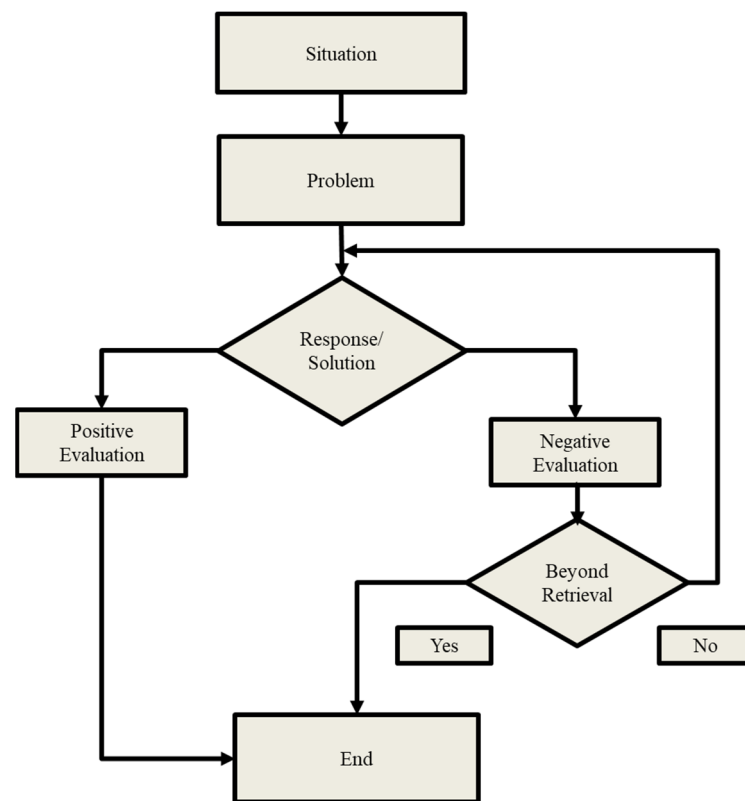 Situation
Problem
Response/
Solution
Positive
Evaluation
Negative
Evaluation
Beyond
Retrieval
Yes
No
End